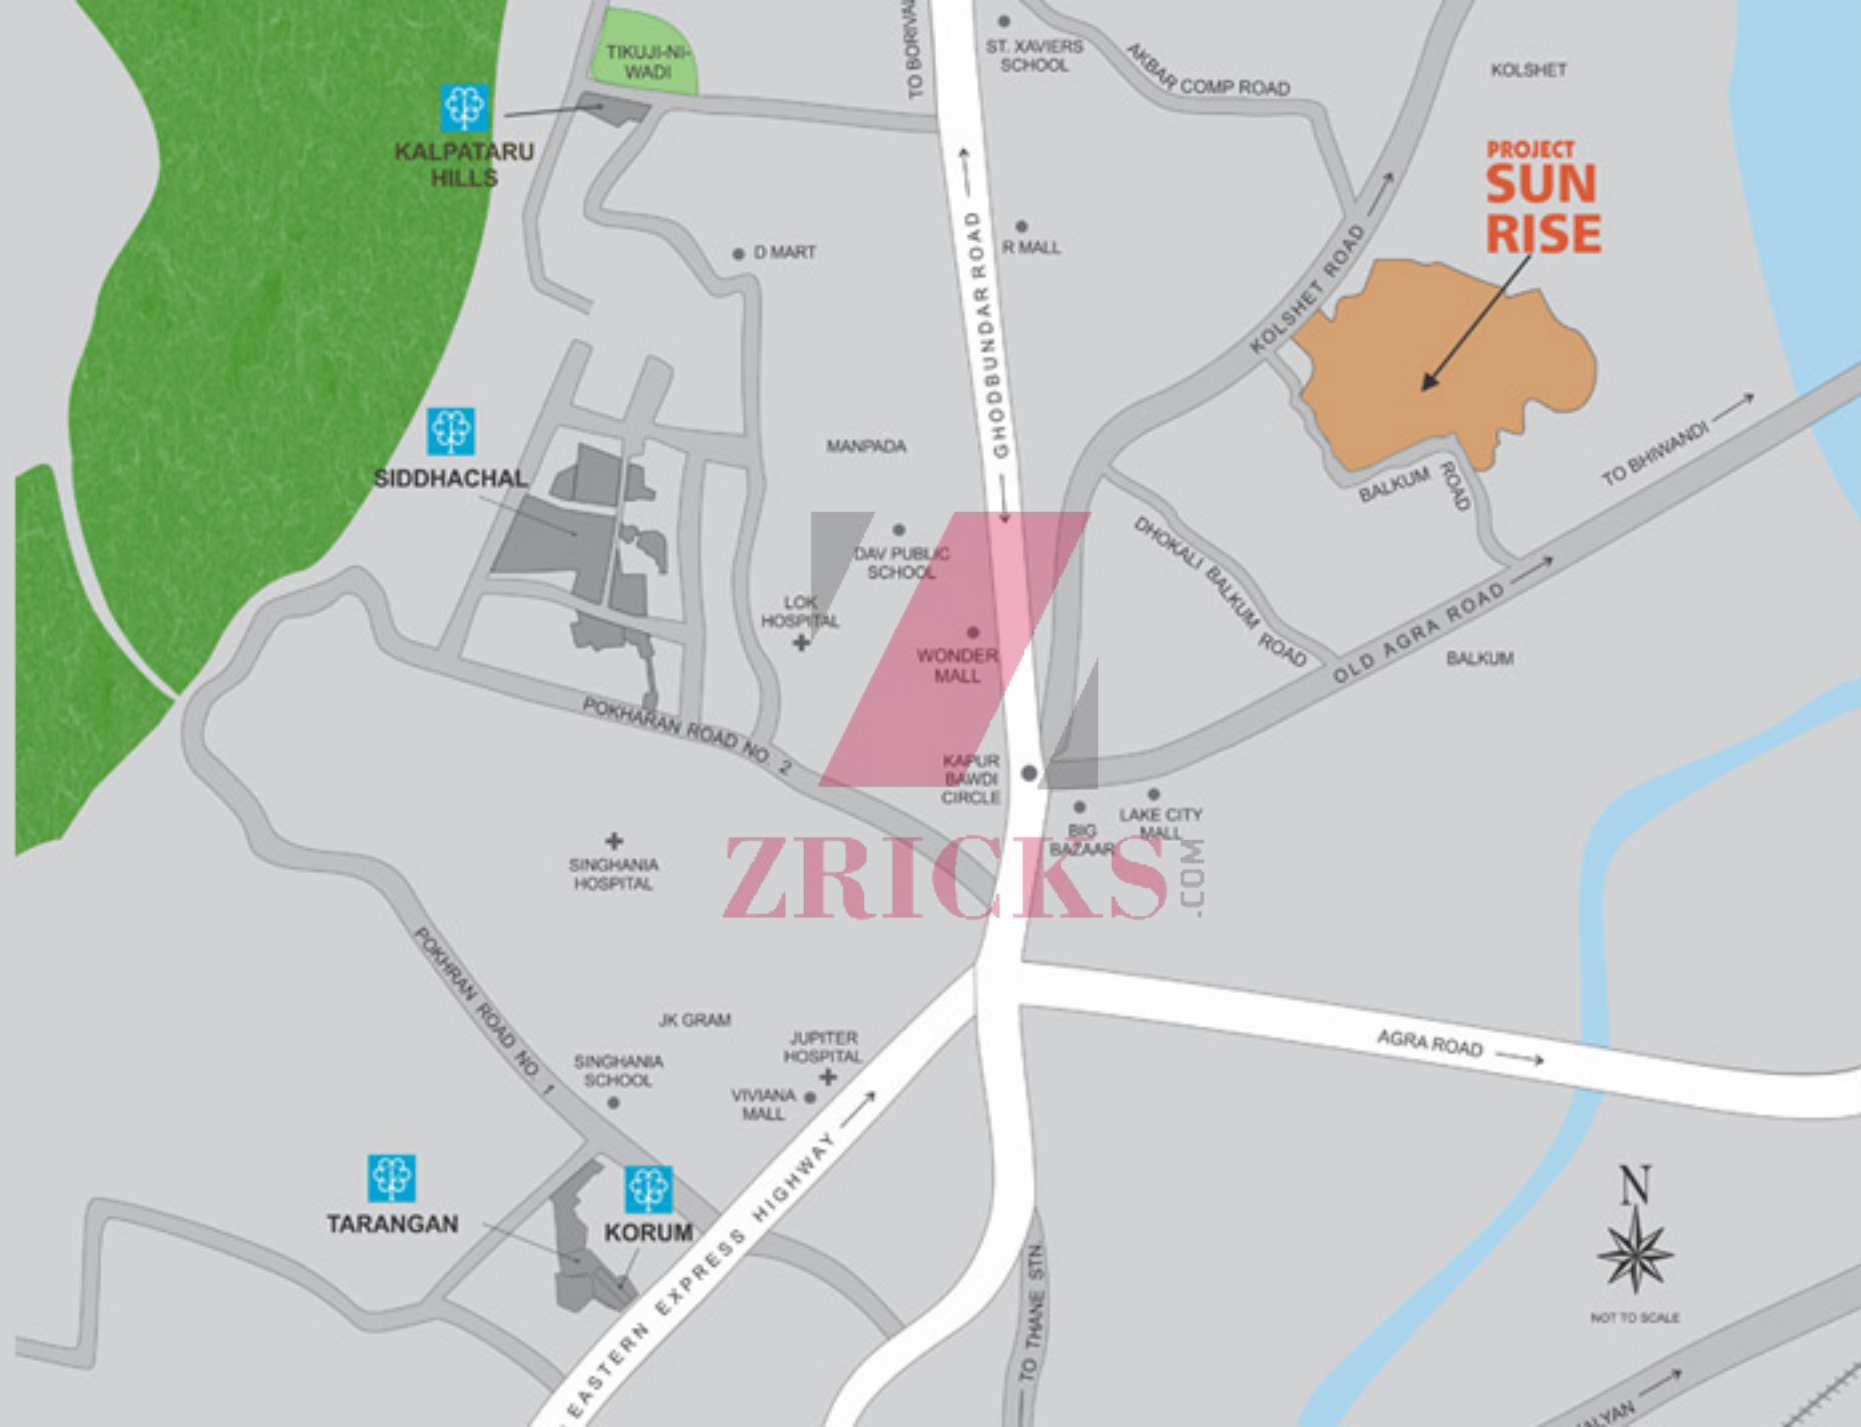 TO BORIVALI
ST. XAVIERS
SCHOOL
AKBAR COMP ROAD
KOLSHET
TIKUJI-NI-
WADI
KALPATARU
HILLS
PROJECT
SUN
RISE
D MART
R MALL
GHODBUNDAR ROAD
KOLSHET ROAD
MANPADA
SIDDHACHAL
TO BHIWANDI
BALKUM ROAD
DAV PUBLIC
SCHOOL
DHOKALI BALKUM ROAD
LOK
HOSPITAL
OLD AGRA ROAD
WONDER
MALL
BALKUM
POKHARAN ROAD NO. 2
KAPUR
BAWDI
CIRCLE
LAKE CITY
MALL
BIG
BAZAAR
ZRICKS
.COM
SINGHANIA
HOSPITAL
POKHRAN ROAD NO. 1
JK GRAM
JUPITER
HOSPITAL
AGRA ROAD
SINGHANIA
SCHOOL
VIVIANA
MALL
TARANGAN
KORUM
EASTERN EXPRESS HIGHWAY
TO THANE STN.
N
NOT TO SCALE